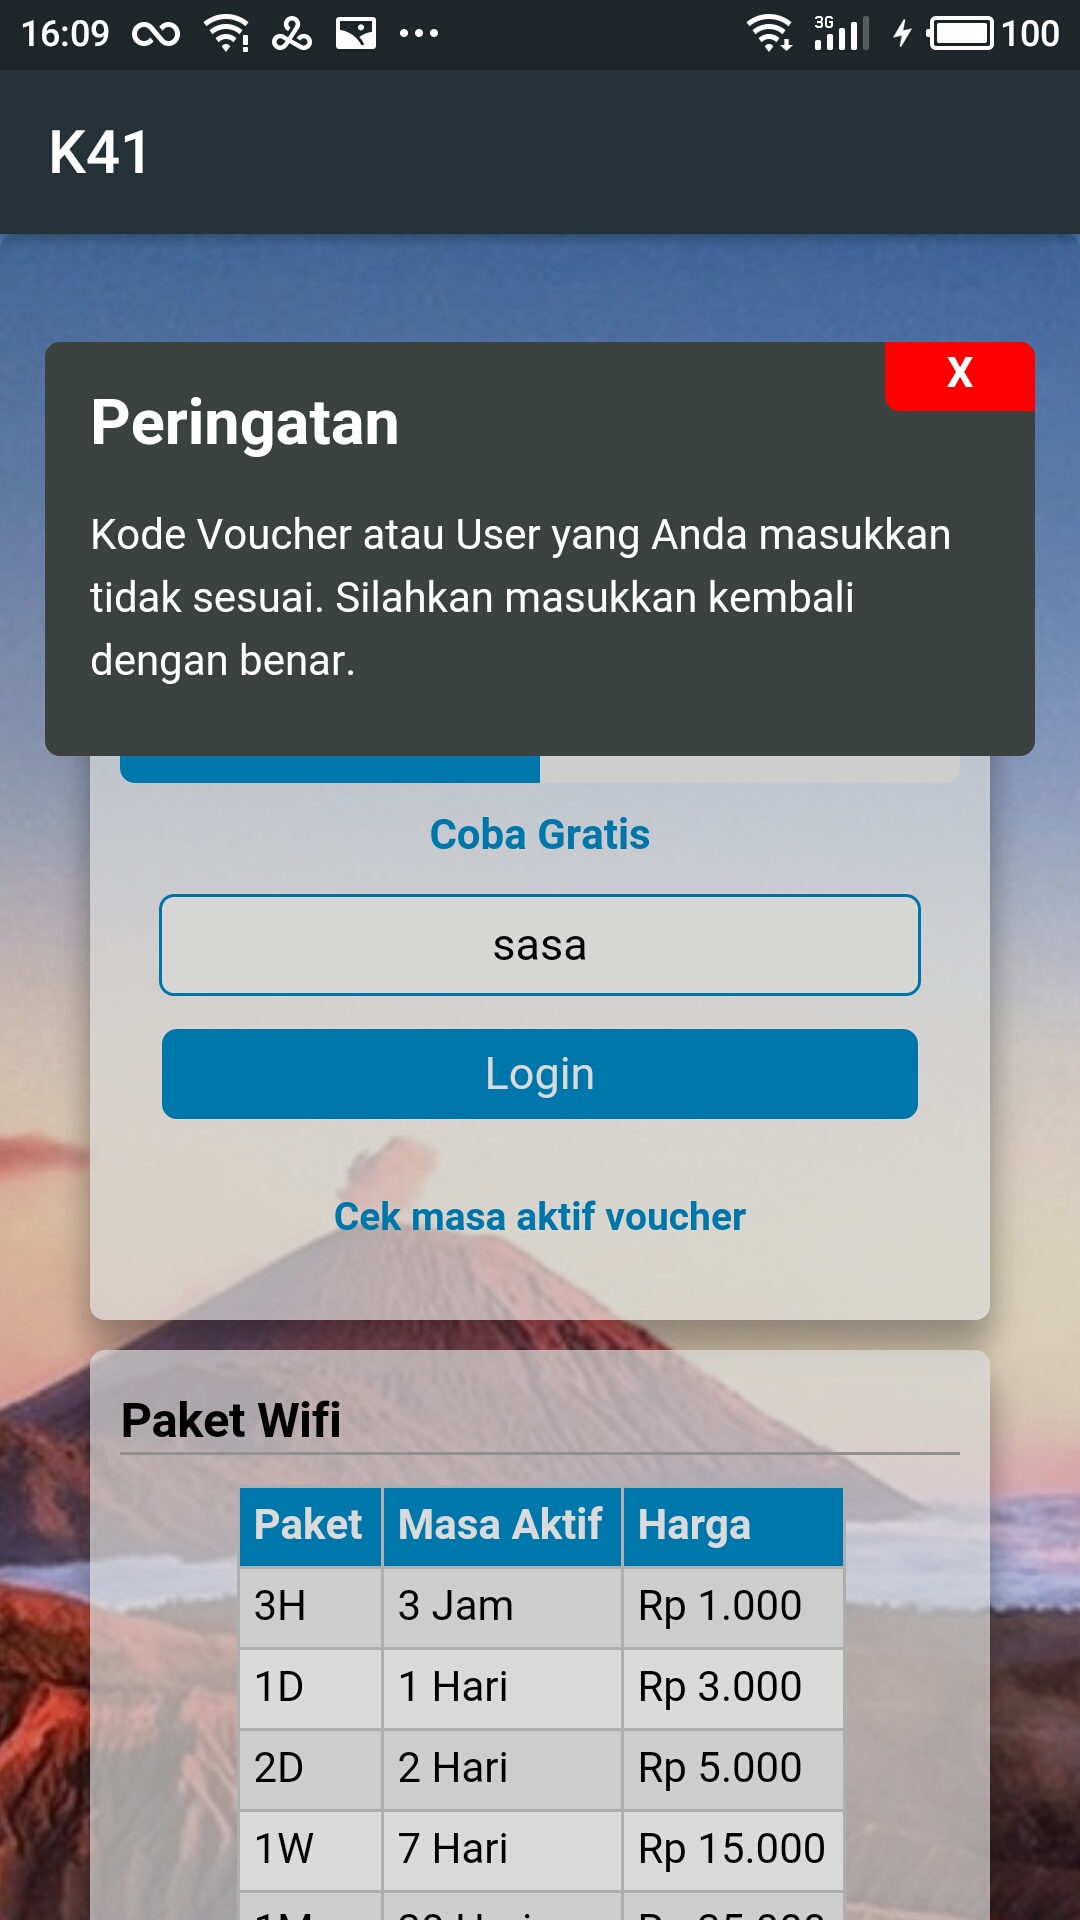 16:09
3G
100
K41
X
Peringatan
Kode Voucher atau User yang Anda masukkan
tidak sesuai. Silahkan masukkan kembali
dengan benar.
Coba Gratis
sasa
Login
Cek masa aktif voucher
Paket Wifi
Paket Masa Aktif Harga
3H 3 Jam Rp 1.000
1D 1 Hari Rp 3.000
2D 2 Hari Rp 5.000
1W 7 Hari Rp 15.000